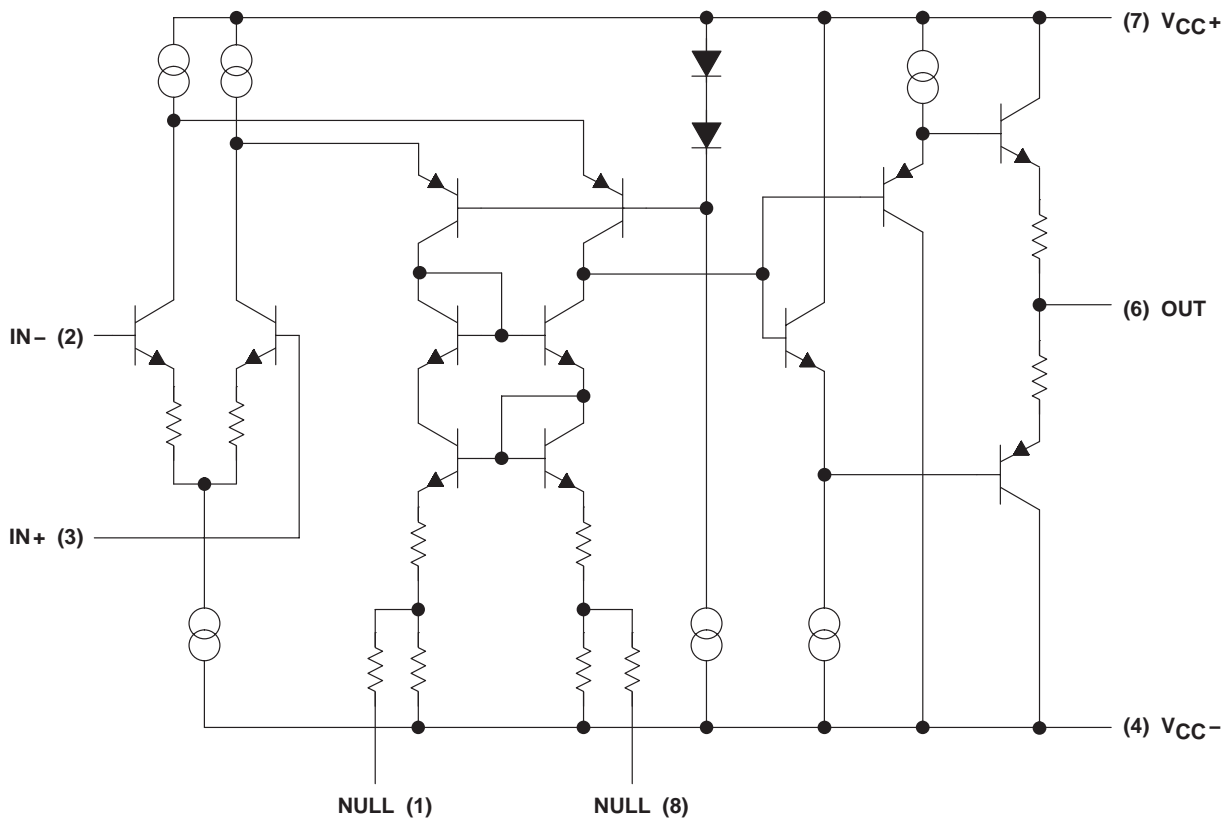 (7) VCC+
IN− (2)
(6) OUT
IN+ (3)
(4) VCC−
NULL (1)
NULL (8)